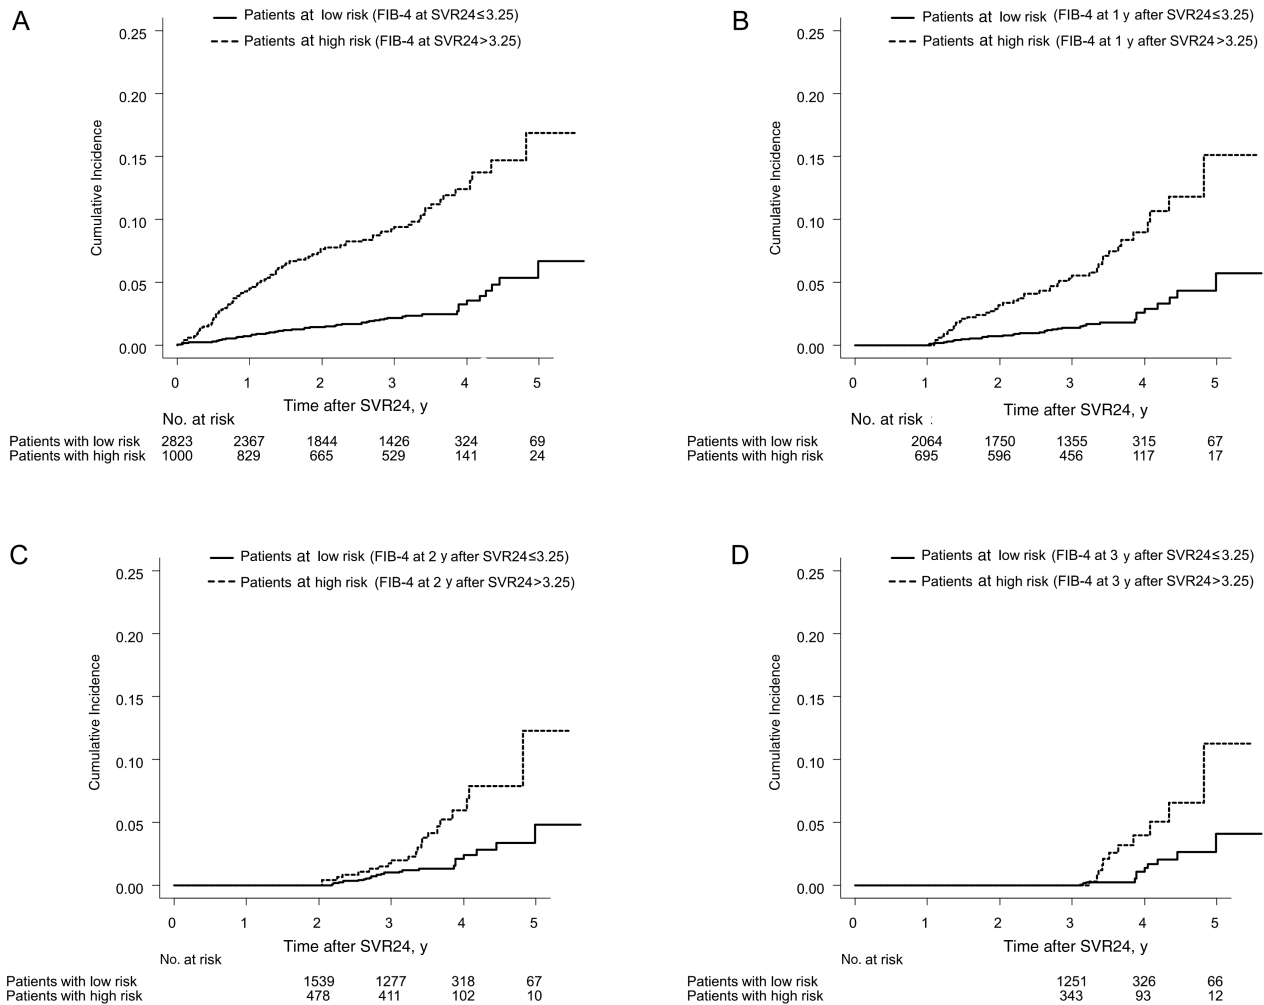 A
Patients at low risk (FIB-4 at SVR24≤3.25)
Patients at high risk (FIB-4 at SVR24>3.25)
0.25
0.20
0.15
0.10
0.05
0.00
Cumulative Incidence
0 1 2 3 4 5
Time after SVR24, y
No. at risk
Patients with low risk 2823 2367 1844 1426 324 69
Patients with high risk 1000 829 665 529 141 24
B
Patients at low risk (FIB-4 at 1 y after SVR24≤3.25)
Patients at high risk (FIB-4 at 1 y after SVR24>3.25)
0.25
0.20
0.15
0.10
0.05
0.00
Cumulative Incidence
0 1 2 3 4 5
Time after SVR24, y
No. at risk :
Patients with low risk 2064 1750 1355 315 67
Patients with high risk 695 596 456 117 17
C
Patients at low risk (FIB-4 at 2 y after SVR24≤3.25)
Patients at high risk (FIB-4 at 2 y after SVR24>3.25)
0.25
0.20
0.15
0.10
0.05
0.00
Cumulative Incidence
0 1 2 3 4 5
Time after SVR24, y
No. at risk
Patients with low risk 1539 1277 318 67
Patients with high risk 478 411 102 10
D
Patients at low risk (FIB-4 at 3 y after SVR24≤3.25)
Patients at high risk (FIB-4 at 3 y after SVR24>3.25)
0.25
0.20
0.15
0.10
0.05
0.00
Cumulative Incidence
0 1 2 3 4 5
Time after SVR24, y
No. at risk
Patients with low risk 1251 326 66
Patients with high risk 343 93 12